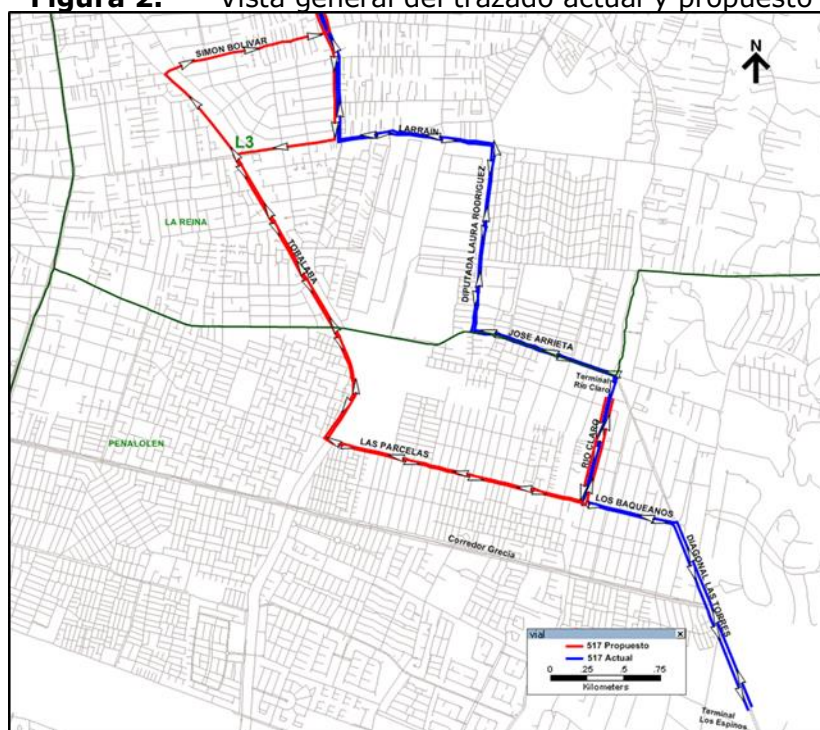 Figura 2. Vista general del trazado actual y propuesto
SIMON BOLIVAR
N
LARRAIN
L3
LA REINA
TOBALABA
DIPUTADA LAURA RODRIGUEZ
JOSE ARRIETA
Terminal
Río Claro
RIO CLARO
PEÑALOLEN
LAS PARCELAS
LOS BAQUEANOS
Corredor Grecia
DIAGONAL LAS TORRES
vial
517 Propuesto
517 Actual
0 .25 .5 .75
Kilometers
Terminal
Los Espinos